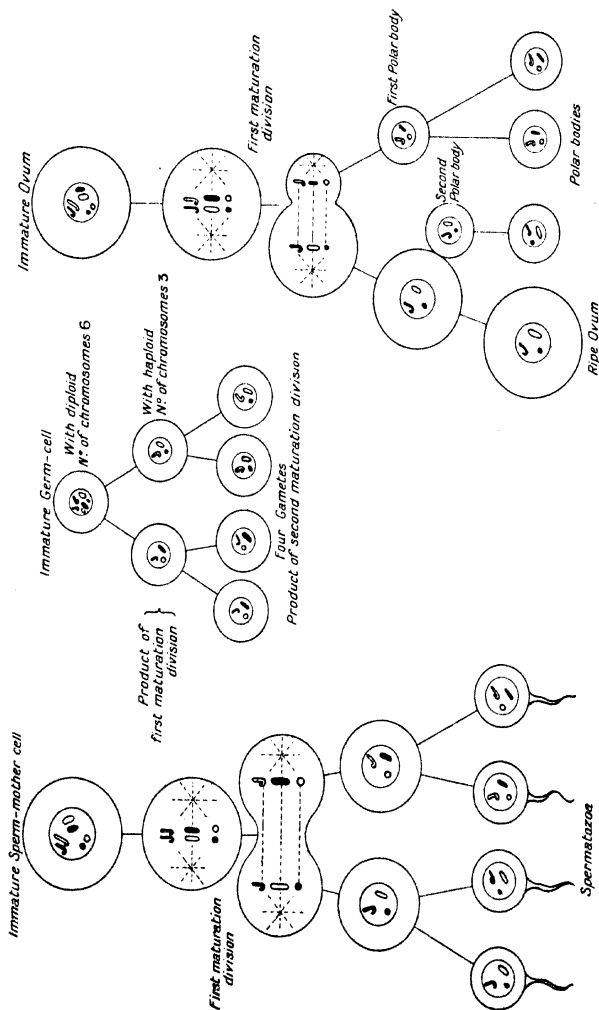 Immature Sperm-mother cell
First maturation
division
Spermatozoa
Immature Germ-cell
With diploid
Nº of chromosomes 6
With haploid
Nº of chromosomes 3
Product of
first maturation
division
Four Gametes
Product of second maturation division
Immature Ovum
First maturation
division
First Polar body
Second
Polar body
Polar bodies
Ripe Ovum